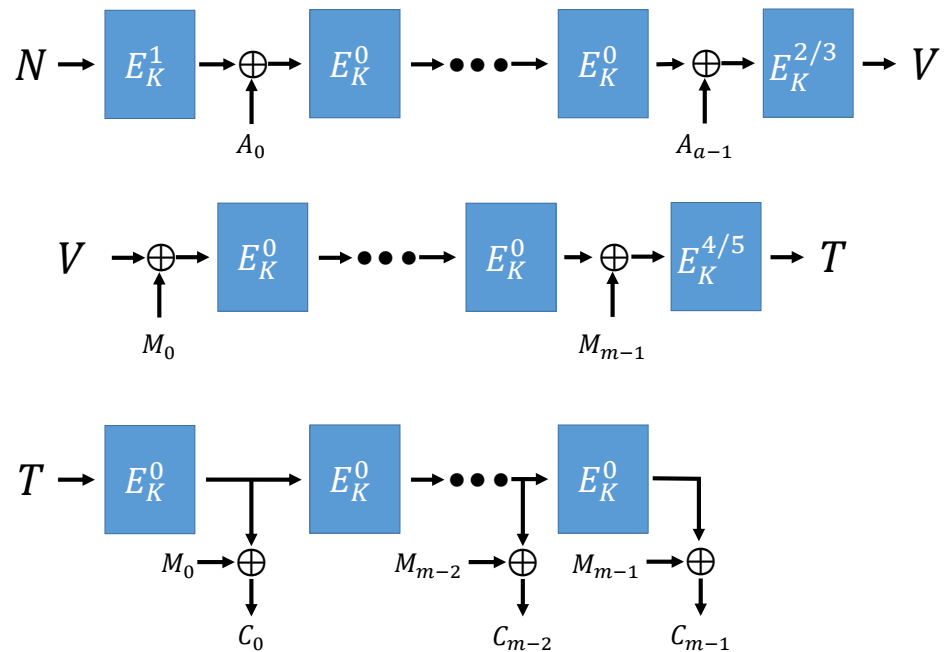 N E_K^1 E_K^0 E_K^0 E_K^{2/3} V
A_0 A_{a-1}
V E_K^0 E_K^0 E_K^{4/5} T
M_0 M_{m-1}
T E_K^0 E_K^0 E_K^0
M_0 M_{m-2} M_{m-1}
C_0 C_{m-2} C_{m-1}